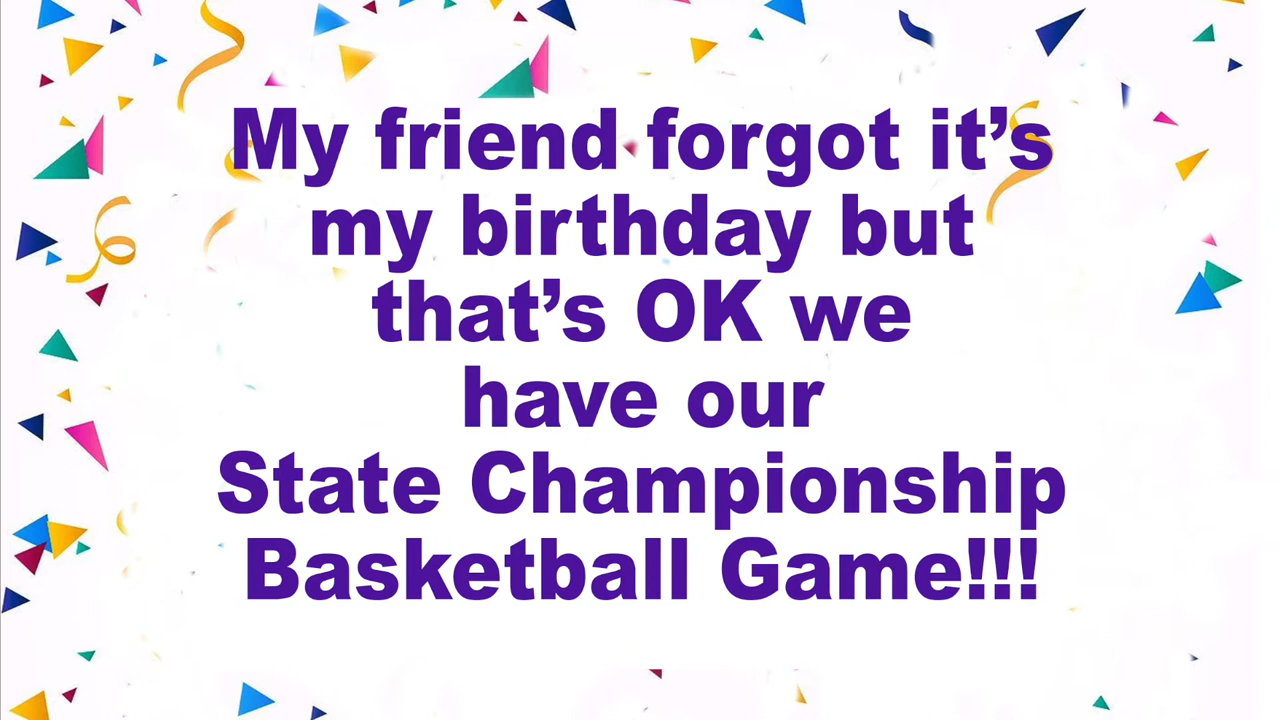 My friend forgot it’s
my birthday but
that’s OK we
have our
State Championship
Basketball Game!!!